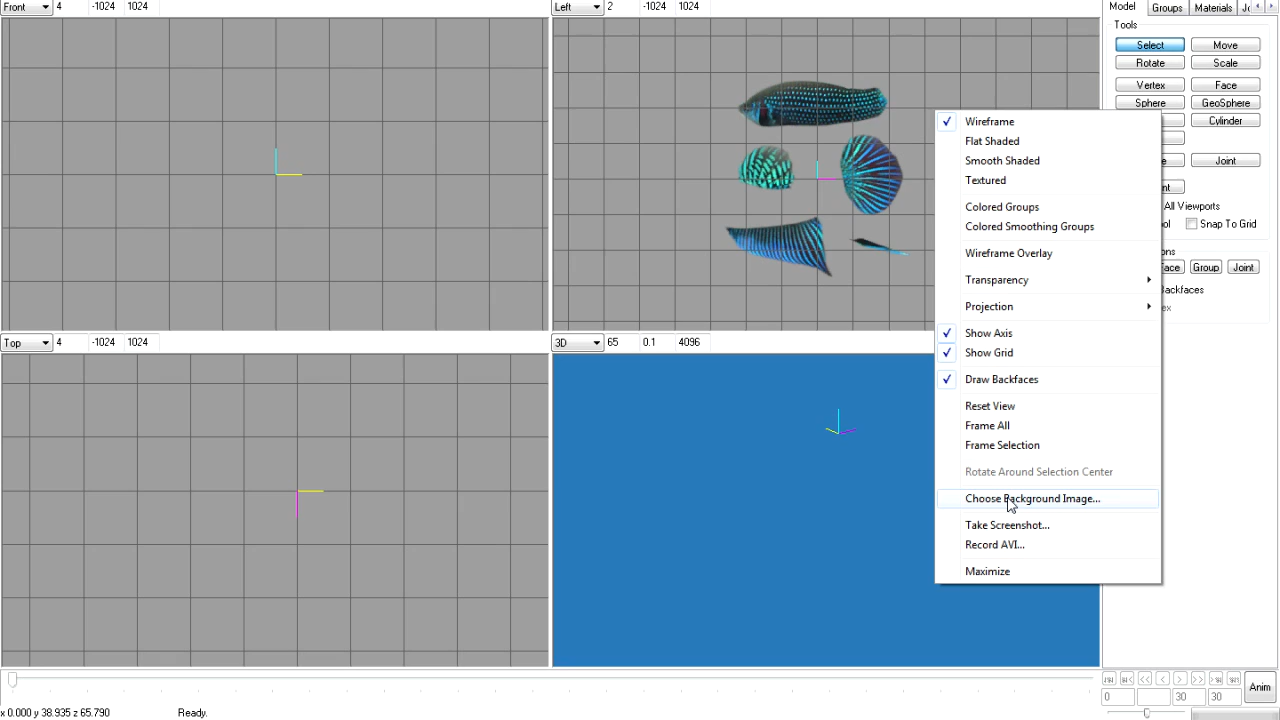 Front 4 -1024 1024
Left 2 -1024 1024
Model Groups Materials
Tools
Select Move
Rotate Scale
Vertex Face
Sphere GeoSphere
Cylinder
Joint
All Viewports
Snap To Grid
Face Group Joint
Backfaces
Wireframe
Flat Shaded
Smooth Shaded
Textured
Colored Groups
Colored Smoothing Groups
Wireframe Overlay
Transparency
Projection
Show Axis
Show Grid
Draw Backfaces
Reset View
Frame All
Frame Selection
Rotate Around Selection Center
Choose Background Image...
Take Screenshot...
Record AVI...
Maximize
Top 4 -1024 1024
3D 65 0.1 4096
0 30 30
Anim
x 0.000 y 38.935 z 65.790 Ready.